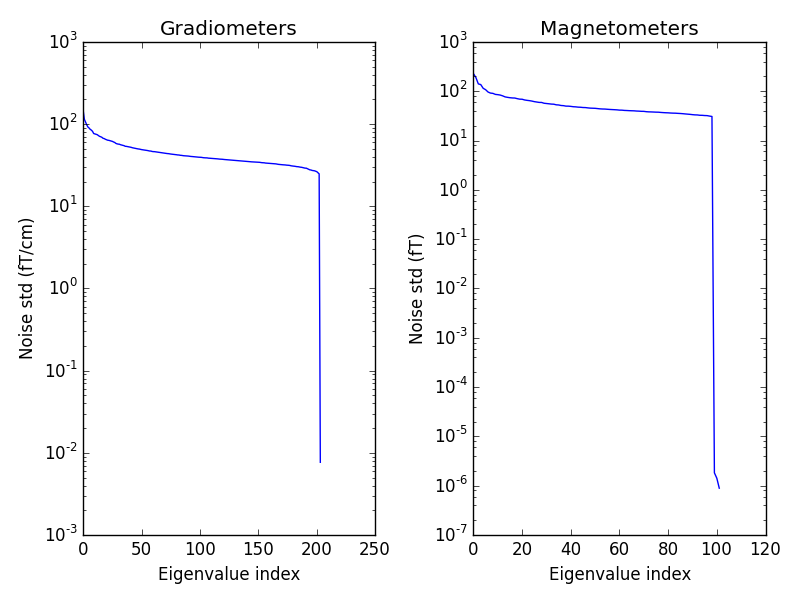 Gradiometers
Noise std (fT/cm)
10^3
10^2
10^1
10^0
10^-1
10^-2
10^-3
0 50 100 150 200 250
Eigenvalue index
Magnetometers
Noise std (fT)
10^3
10^2
10^1
10^0
10^-1
10^-2
10^-3
10^-4
10^-5
10^-6
10^-7
0 20 40 60 80 100 120
Eigenvalue index